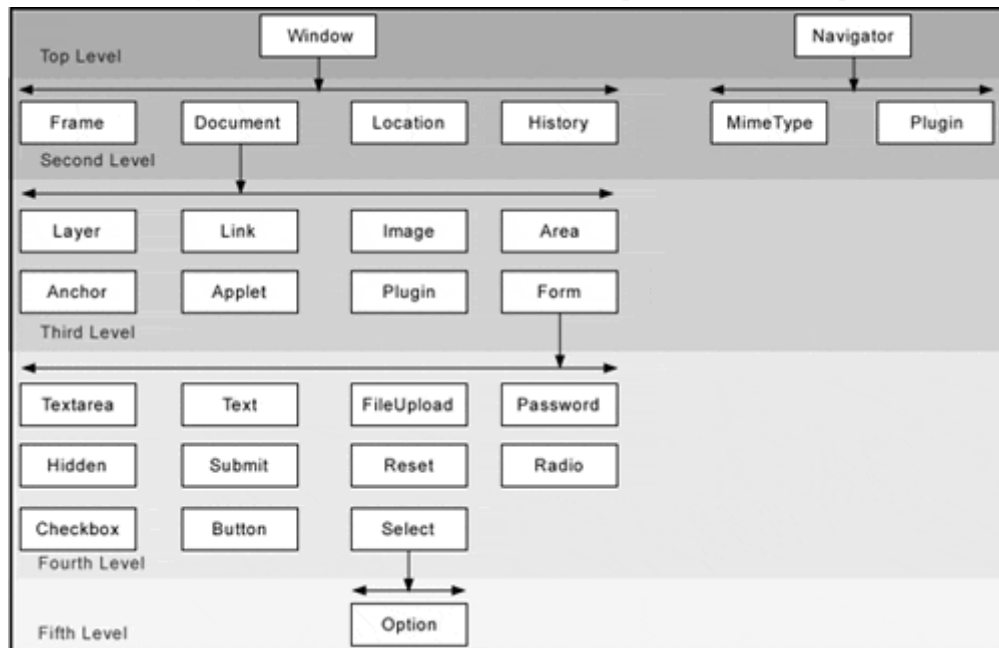 Window
Navigator
Top Level
Frame
Document
Location
History
MimeType
Plugin
Second Level
Layer
Link
Image
Area
Anchor
Applet
Plugin
Form
Third Level
Textarea
Text
FileUpload
Password
Hidden
Submit
Reset
Radio
Checkbox
Button
Select
Fourth Level
Option
Fifth Level